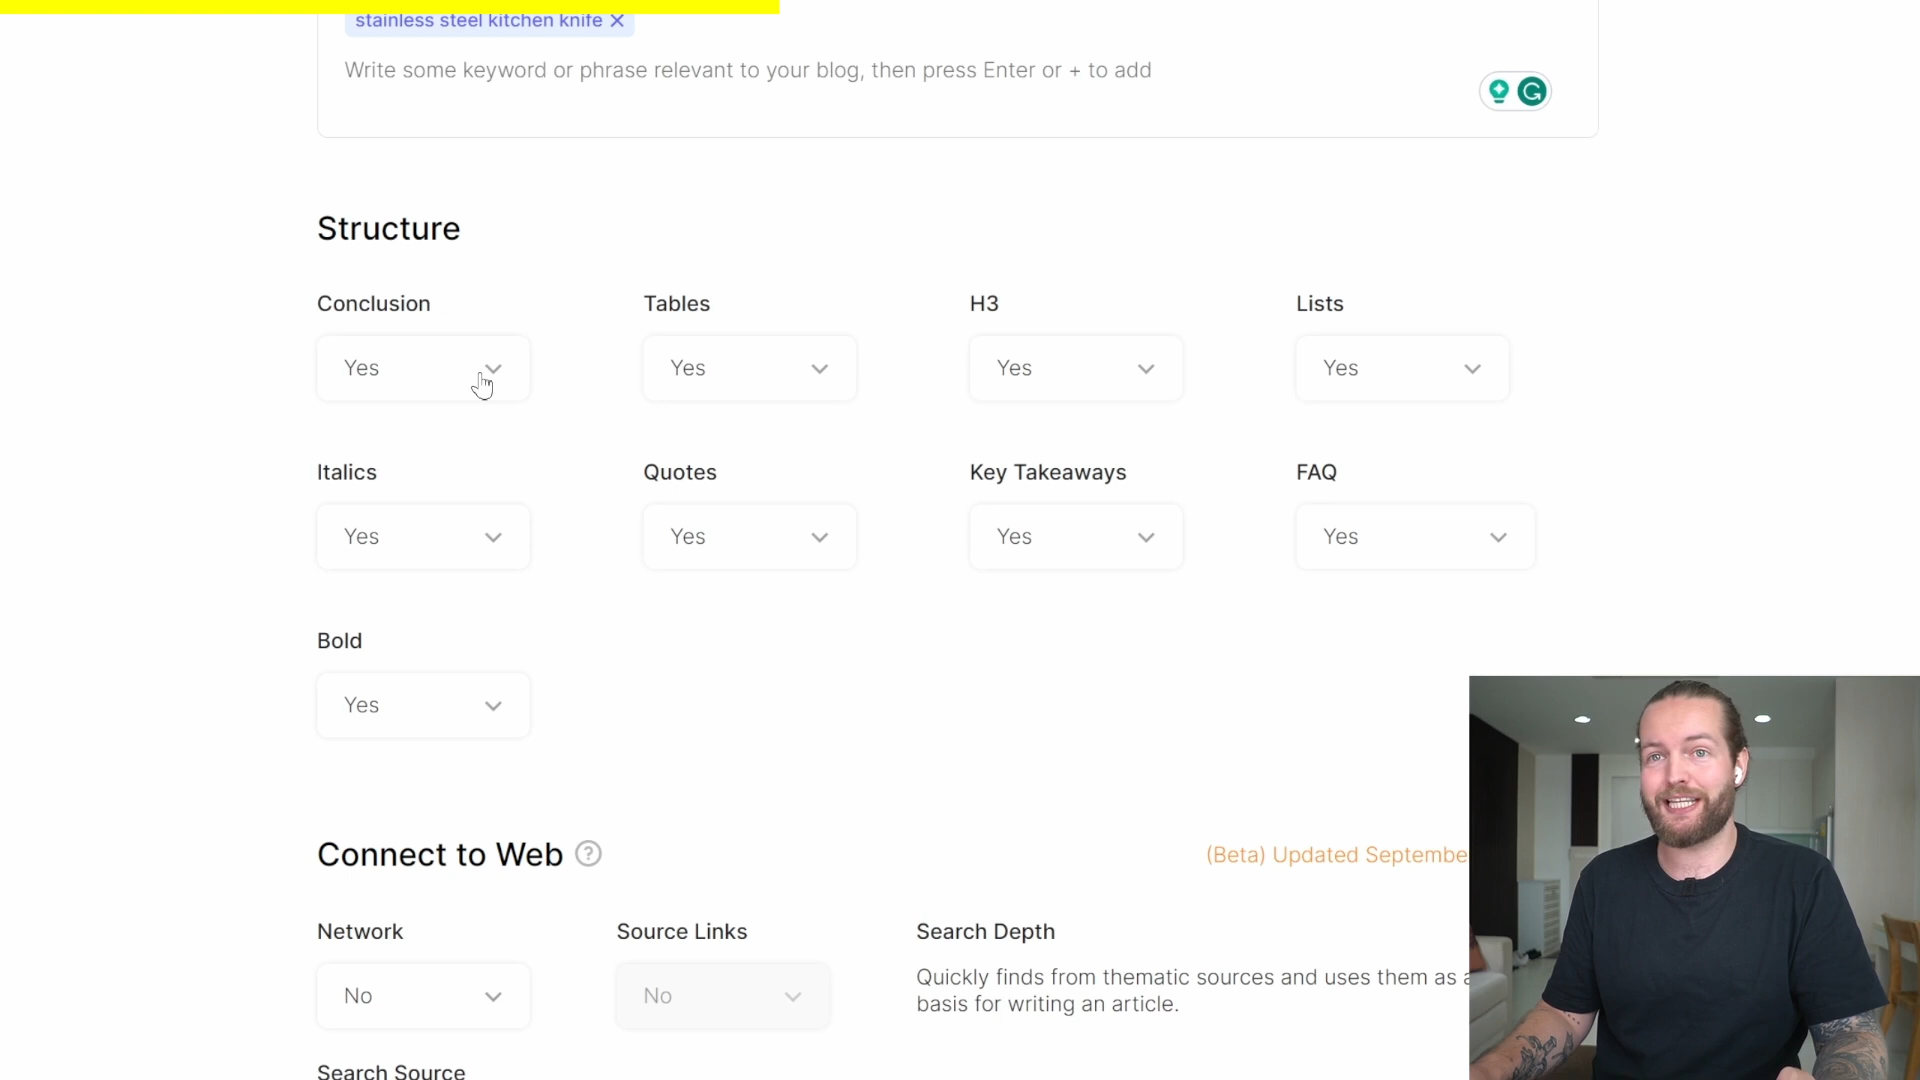 stainless steel kitchen knife ×
Write some keyword or phrase relevant to your blog, then press Enter or + to add
Structure
Conclusion Tables H3 Lists
Yes Yes Yes Yes
Italics Quotes Key Takeaways FAQ
Yes Yes Yes Yes
Bold
Yes
Connect to Web ? (Beta) Updated Septembe
Network Source Links Search Depth
No No
Quickly finds from thematic sources and uses them as a
basis for writing an article.
Search Source